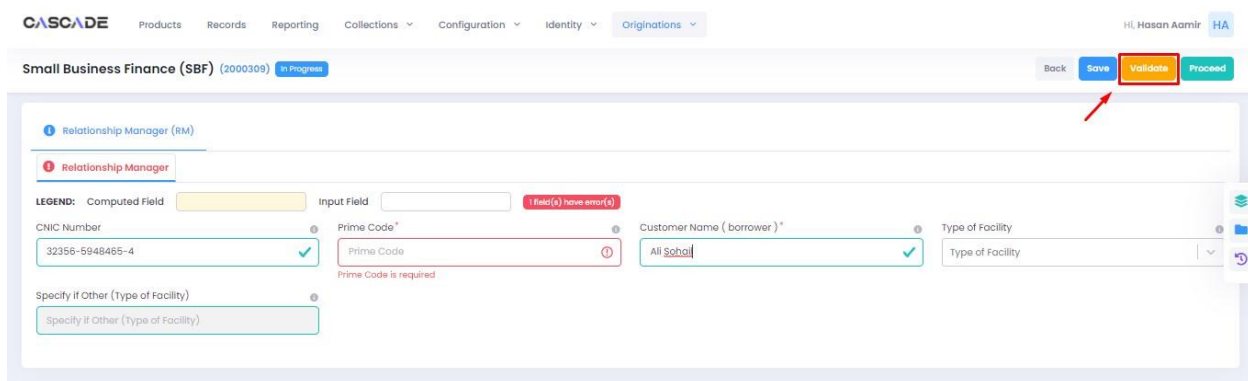 CASCADE Products Records Reporting Collections Configuration Identity Originations Hi, Hasan Aamir HA
Small Business Finance (SBF) (2000309) In Progress Back Save Validate Proceed
Relationship Manager (RM)
Relationship Manager
LEGEND: Computed Field Input Field 1 field(s) have error(s)
CNIC Number Prime Code* Customer Name ( borrower )* Type of Facility
32356-5948465-4 Prime Code Ali Sohail Type of Facility
Prime Code is required
Specify if Other (Type of Facility)
Specify if Other (Type of Facility)